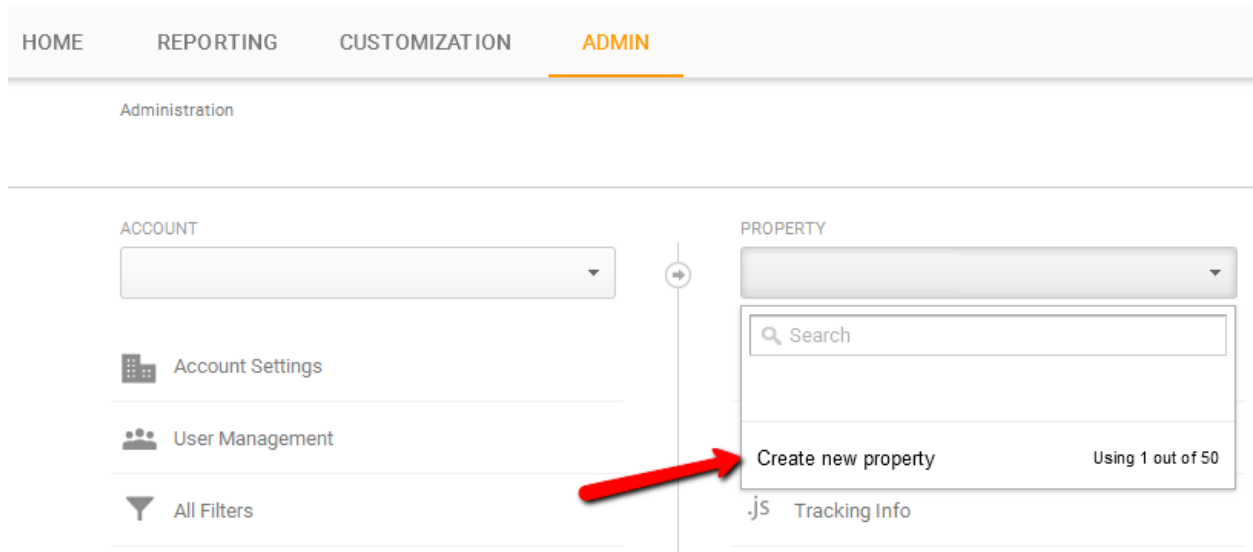 HOME REPORTING CUSTOMIZATION ADMIN
Administration
ACCOUNT
Account Settings
User Management
All Filters
PROPERTY
Search
Create new property Using 1 out of 50
.js Tracking Info